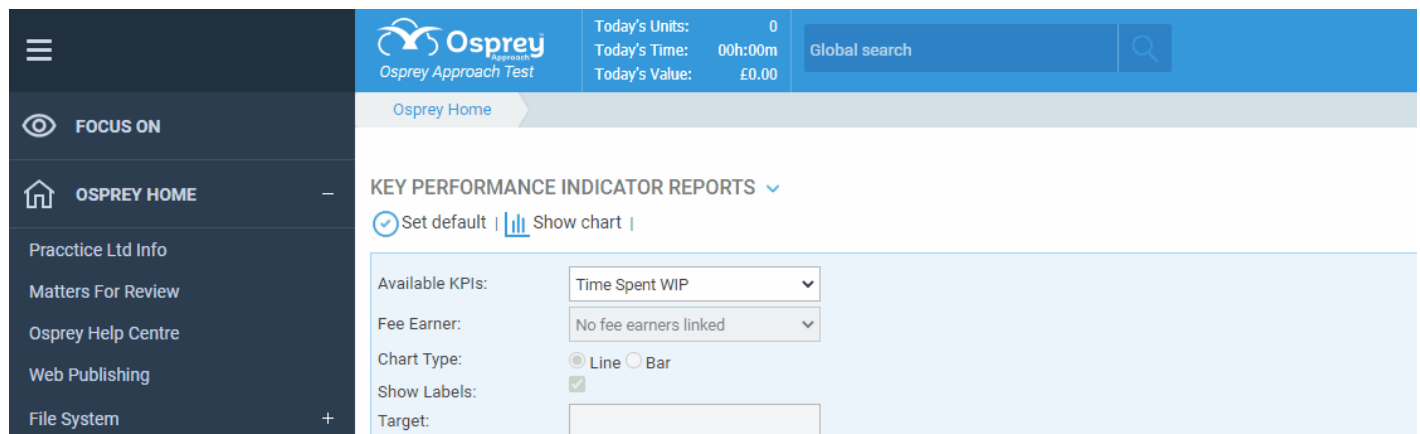 Osprey™
Approach
Osprey Approach Test
Today's Units: 0
Today's Time: 00h:00m
Today's Value: £0.00
Global search
FOCUS ON
OSPREY HOME −
Pracctice Ltd Info
Matters For Review
Osprey Help Centre
Web Publishing
File System +
Osprey Home
KEY PERFORMANCE INDICATOR REPORTS
Set default | Show chart |
Available KPIs: Time Spent WIP
Fee Earner: No fee earners linked
Chart Type: Line Bar
Show Labels:
Target: